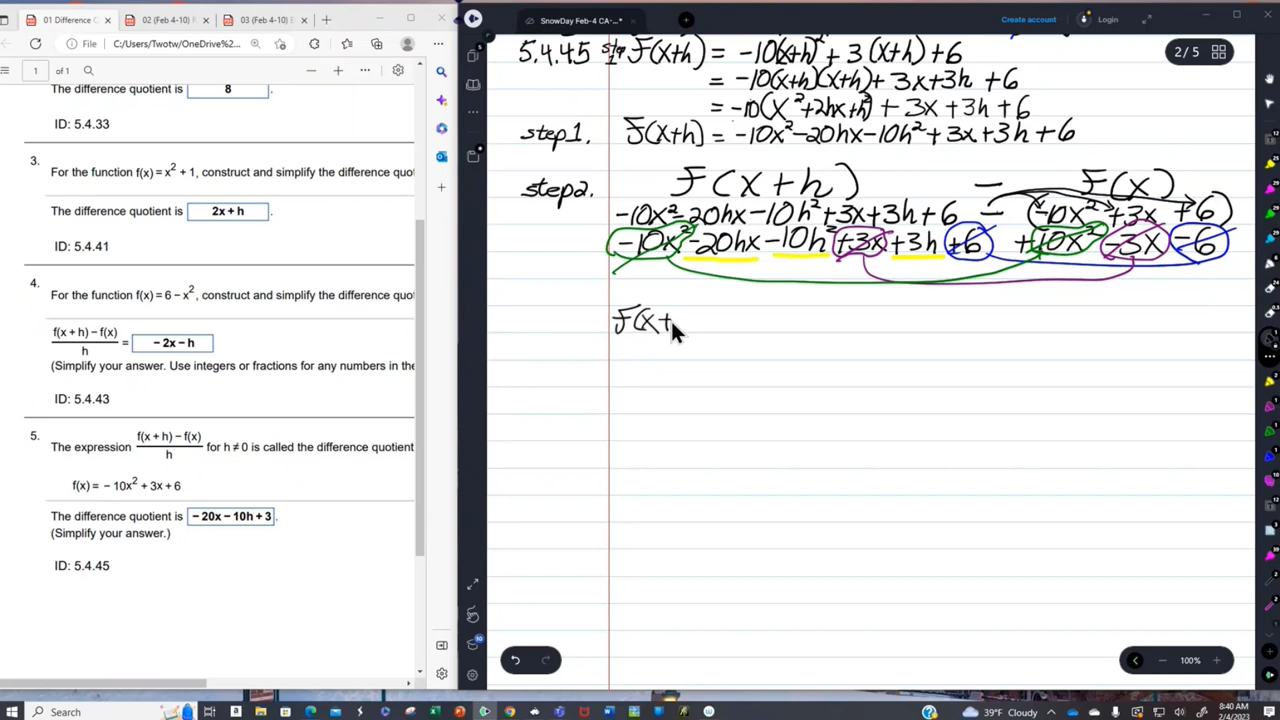 01 Difference C
02 (Feb 4-10) R
03 (Feb 4-10) E
File
C:/Users/Twotw/OneDrive%2...
1
of 1
The difference quotient is 8
ID: 5.4.33
3.
For the function f(x) = x² + 1, construct and simplify the quo
The difference quotient is 2x + h
ID: 5.4.41
4.
For the function f(x) = 6 − x², construct and simplify the difference quo
f(x + h) − f(x)
h
= − 2x − h
(Simplify your answer. Use integers or fractions for any numbers in the
ID: 5.4.43
5.
The expression f(x + h) − f(x) / h for h ≠ 0 is called the difference quotient
f(x) = − 10x² + 3x + 6
The difference quotient is − 20x − 10h + 3 .
(Simplify your answer.)
ID: 5.4.45
SnowDay Feb-4 CA-...*
Create account
Login
2/5
5.4.45 step 1 F(x+h) = -10(x+h)² + 3(x+h)+6
= -10(x+h)(x+h)+3x+3h+6
= -10(x²+2hx+h²)+3x+3h+6
step1. F(x+h) = -10x²-20hx-10h²+3x+3h+6
step2. F(x+h) - F(x)
-10x²-20hx-10h²+3x+3h+6 - (-10x²+3x+6)
-10x²-20hx-10h²+3x+3h+6 +10x²-3x-6
F(x+
100%
Search
39°F Cloudy
8:40 AM
2/4/2023